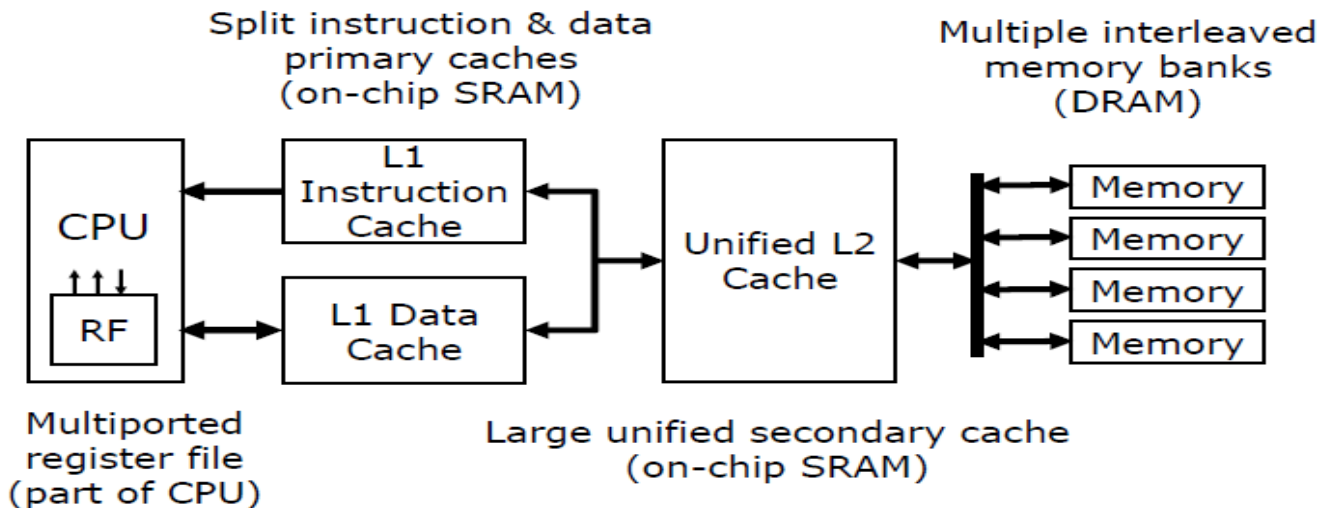 Split instruction & data
primary caches
(on-chip SRAM)
Multiple interleaved
memory banks
(DRAM)
CPU
RF
L1
Instruction
Cache
L1 Data
Cache
Unified L2
Cache
Memory
Memory
Memory
Memory
Multiported
register file
(part of CPU)
Large unified secondary cache
(on-chip SRAM)